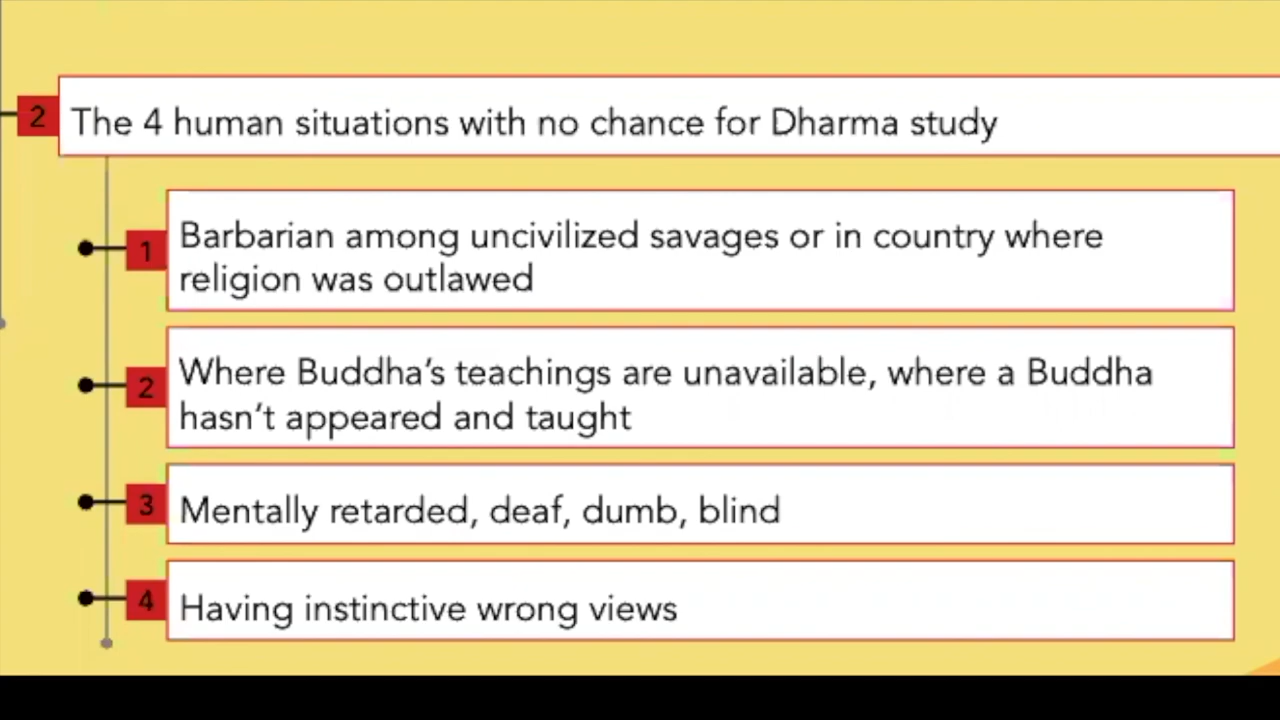 2 The 4 human situations with no chance for Dharma study
1 Barbarian among uncivilized savages or in country where
religion was outlawed
2 Where Buddha’s teachings are unavailable, where a Buddha
hasn’t appeared and taught
3 Mentally retarded, deaf, dumb, blind
4 Having instinctive wrong views